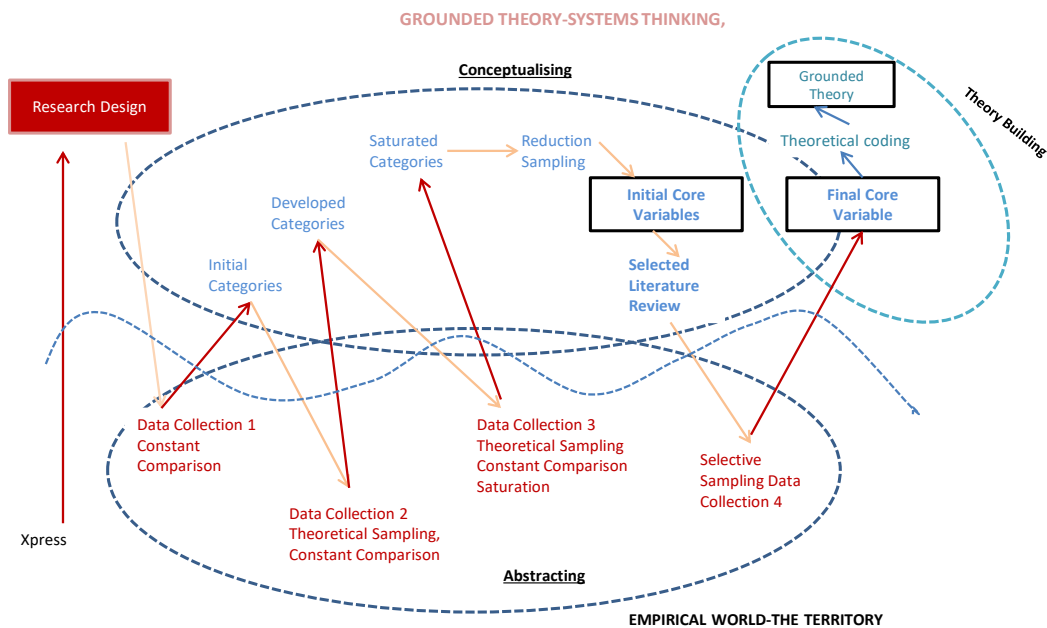 GROUNDED THEORY-SYSTEMS THINKING,
Conceptualising
Grounded
Theory
Theory Building
Research Design
Saturated
Categories
Reduction
Sampling
Theoretical coding
Developed
Categories
Initial Core
Variables
Final Core
Variable
Initial
Categories
Selected
Literature
Review
Data Collection 1
Constant
Comparison
Data Collection 3
Theoretical Sampling
Constant Comparison
Saturation
Selective
Sampling Data
Collection 4
Data Collection 2
Theoretical Sampling,
Constant Comparison
Xpress
Abstracting
EMPIRICAL WORLD-THE TERRITORY